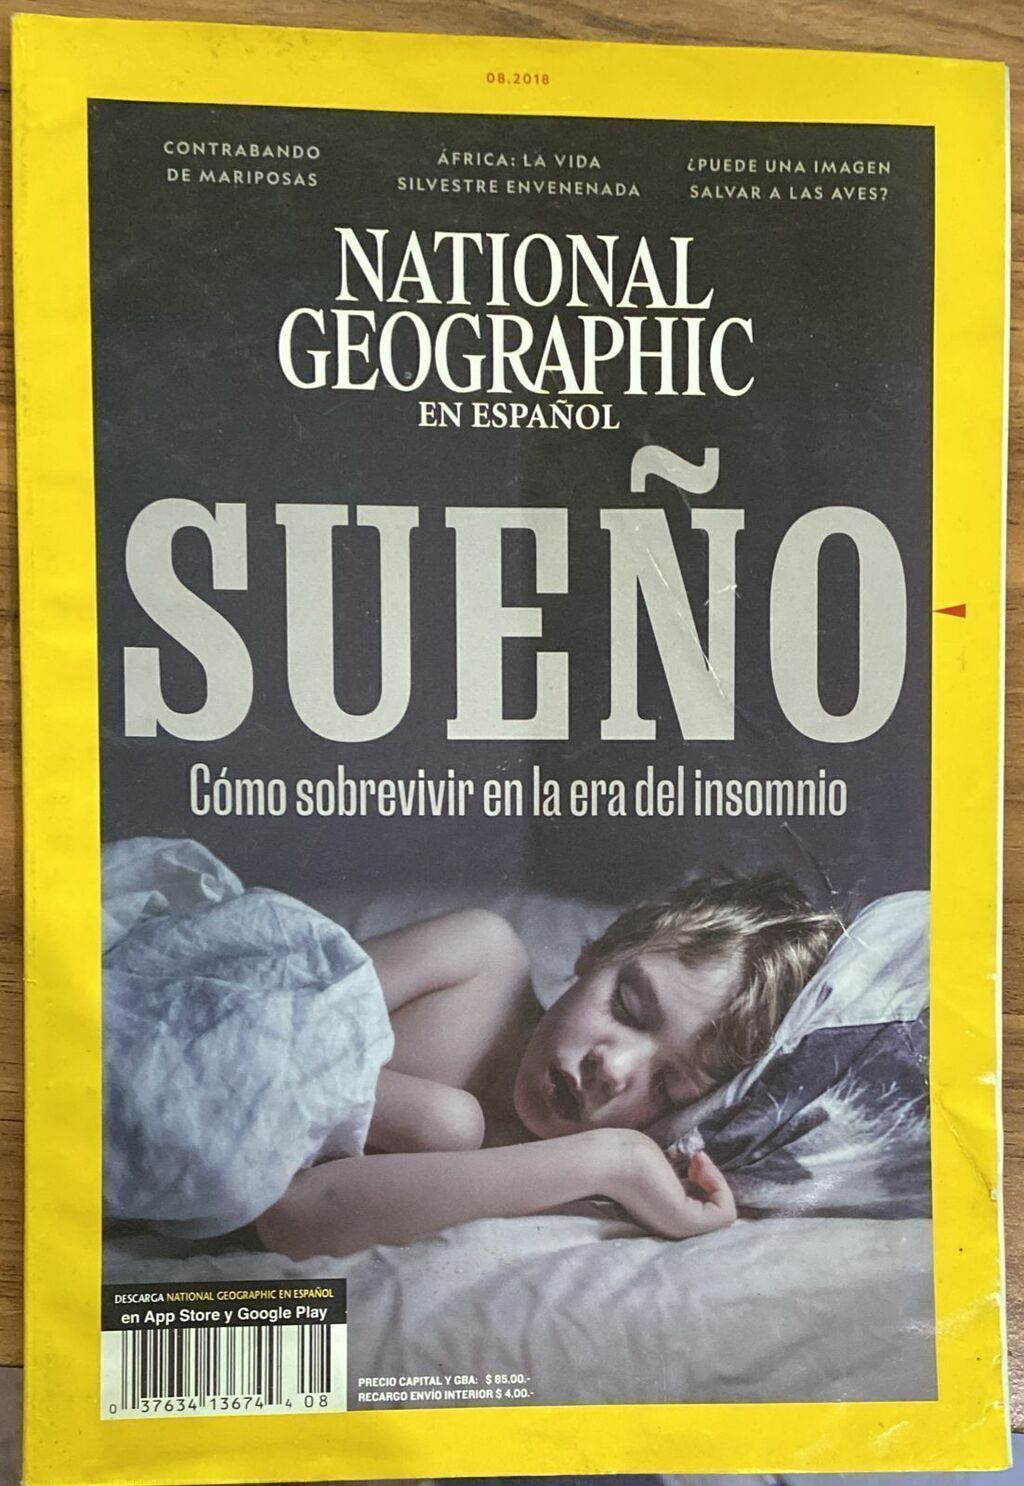 08.2018
CONTRABANDO
DE MARIPOSAS
ÁFRICA: LA VIDA
SILVESTRE ENVENENADA
¿PUEDE UNA IMAGEN
SALVAR A LAS AVES?
NATIONAL
GEOGRAPHIC
EN ESPAÑOL
SUEÑO
Cómo sobrevivir en la era del insomnio
DESCARGA NATIONAL GEOGRAPHIC EN ESPAÑOL
en App Store y Google Play
0 37634 13674 4 08
PRECIO CAPITAL Y GBA: $ 85.00.-
RECARGO ENVÍO INTERIOR $ 4.00.-